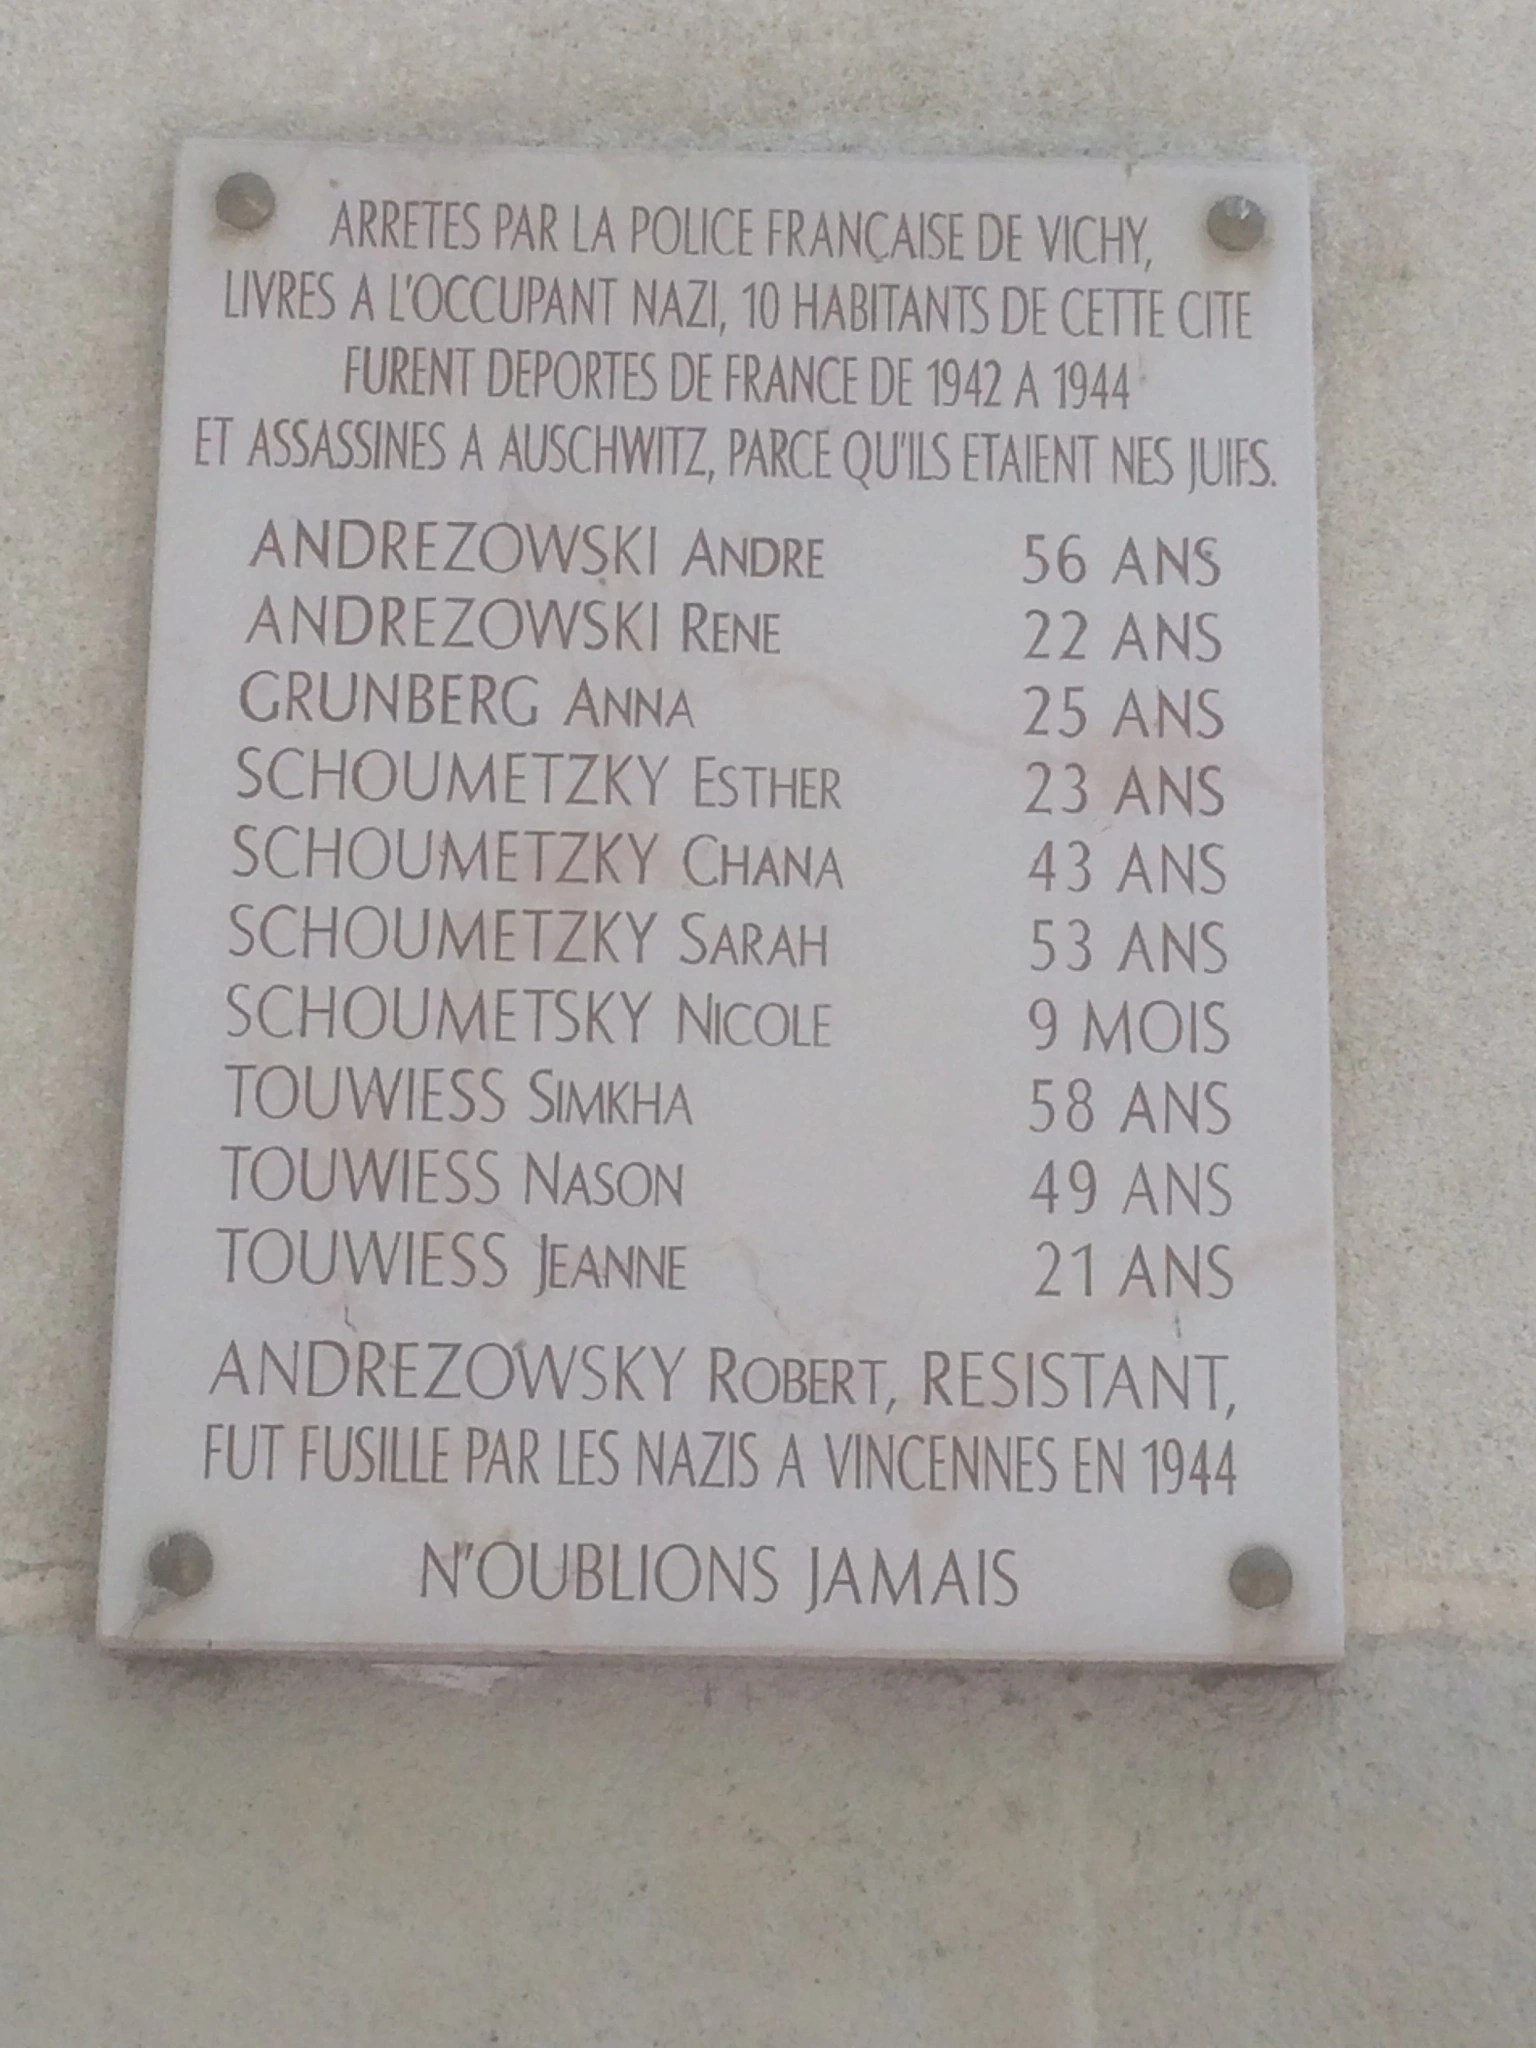 ARRETES PAR LA POLICE FRANÇAISE DE VICHY,
LIVRES A L'OCCUPANT NAZI, 10 HABITANTS DE CETTE CITE
FURENT DEPORTES DE FRANCE DE 1942 A 1944
ET ASSASSINES A AUSCHWITZ, PARCE QU'ILS ETAIENT NES JUIFS.
ANDREZOWSKI ANDRE 56 ANS
ANDREZOWSKI RENE 22 ANS
GRUNBERG ANNA 25 ANS
SCHOUMETZKY ESTHER 23 ANS
SCHOUMETZKY CHANA 43 ANS
SCHOUMETZKY SARAH 53 ANS
SCHOUMETSKY NICOLE 9 MOIS
TOUWIESS SIMKHA 58 ANS
TOUWIESS NASON 49 ANS
TOUWIESS JEANNE 21 ANS
ANDREZOWSKY ROBERT, RESISTANT,
FUT FUSILLE PAR LES NAZIS A VINCENNES EN 1944
N'OUBLIONS JAMAIS